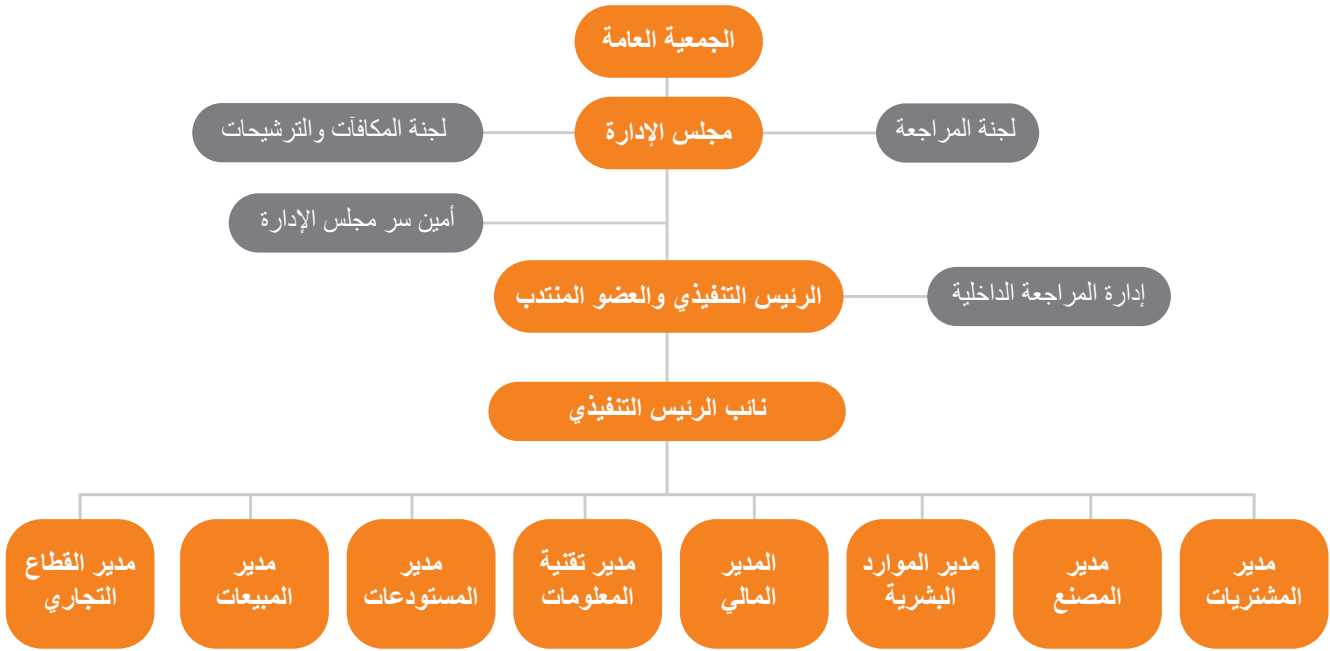 الجمعية العامة
مجلس الإدارة
لجنة المراجعة
لجنة المكافآت والترشيحات
أمين سر مجلس الإدارة
الرئيس التنفيذي والعضو المنتدب
إدارة المراجعة الداخلية
نائب الرئيس التنفيذي
مدير
المشتريات
مدير
المصنع
مدير الموارد
البشرية
المدير
المالي
مدير تقنية
المعلومات
مدير
المستودعات
مدير
المبيعات
مدير القطاع
التجاري